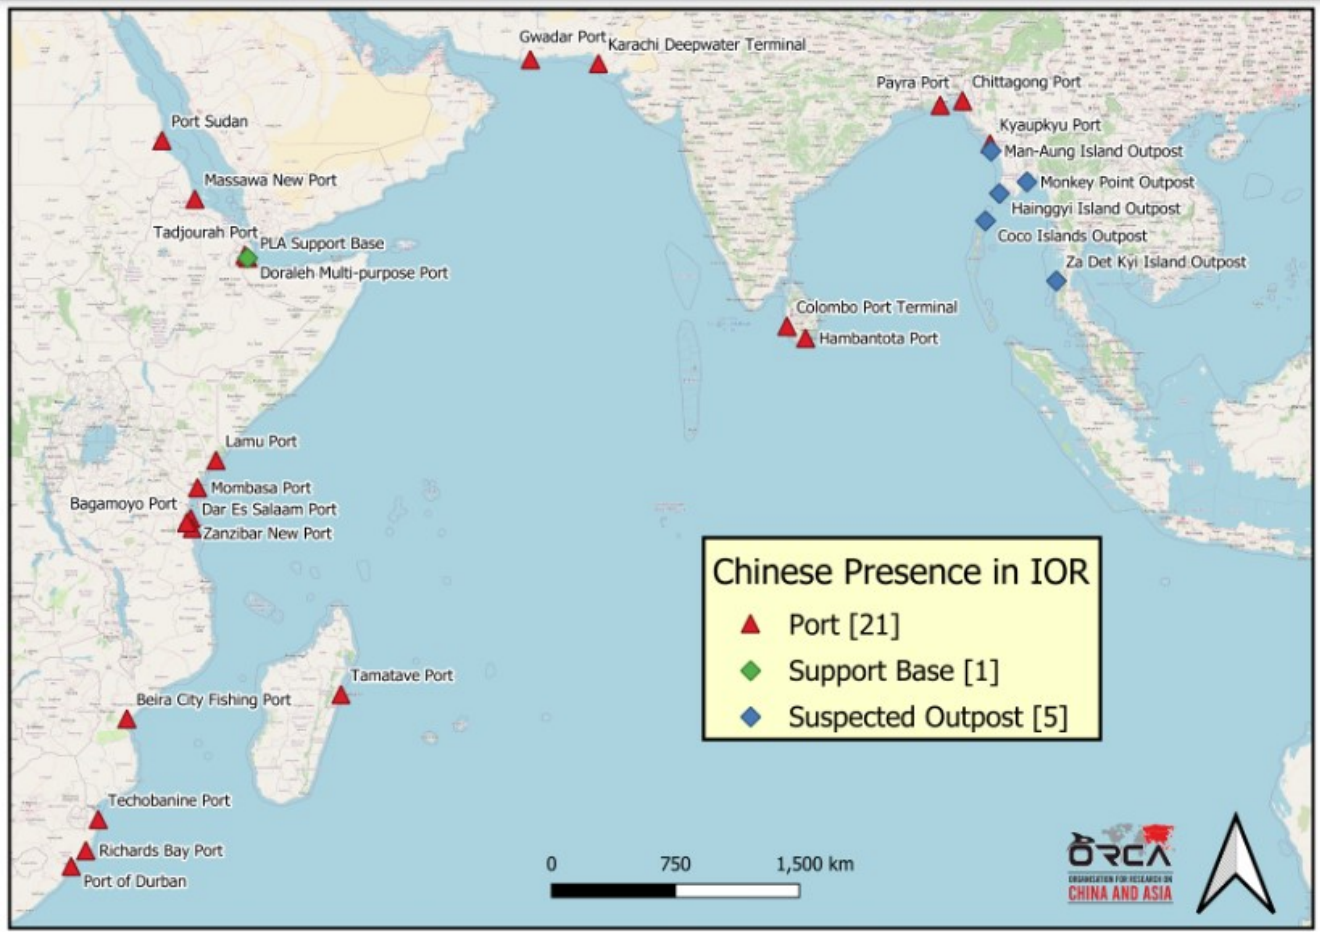 Gwadar Port
Karachi Deepwater Terminal
Payra Port
Chittagong Port
Port Sudan
Kyaupkyu Port
Man-Aung Island Outpost
Massawa New Port
Monkey Point Outpost
Hainggyi Island Outpost
Tadjourah Port
PLA Support Base
Coco Islands Outpost
Doraleh Multi-purpose Port
Za Det Kyi Island Outpost
Colombo Port Terminal
Hambantota Port
Lamu Port
Mombasa Port
Bagamoyo Port
Dar Es Salaam Port
Zanzibar New Port
Chinese Presence in IOR
Port [21]
Support Base [1]
Suspected Outpost [5]
Tamatave Port
Beira City Fishing Port
Techobanine Port
Richards Bay Port
Port of Durban
0 750 1,500 km
ORCA
ORGANISATION FOR RESEARCH ON
CHINA AND ASIA